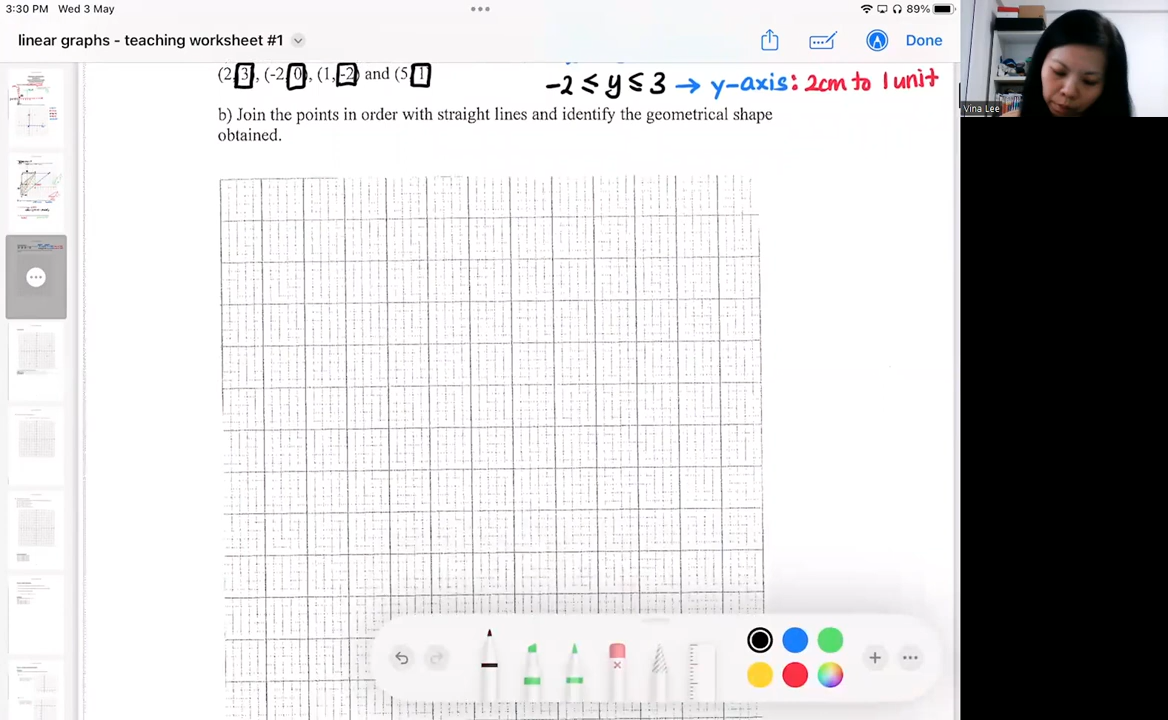 3:30 PM Wed 3 May
89%
linear graphs - teaching worksheet #1
Done
(2, 3), (-2, 0), (1, -2) and (5, 1)
-2 ≤ y ≤ 3 → y-axis: 2cm to 1 unit
Vina Lee
b) Join the points in order with straight lines and identify the geometrical shape
obtained.